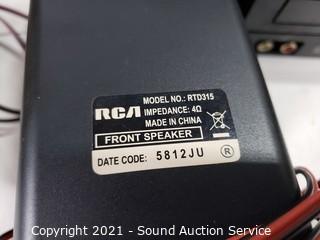 RCA
MODEL NO.: RTD315
IMPEDANCE: 4Ω
MADE IN CHINA
FRONT SPEAKER
DATE CODE: 5812JU ®
Copyright 2021 - Sound Auction Service